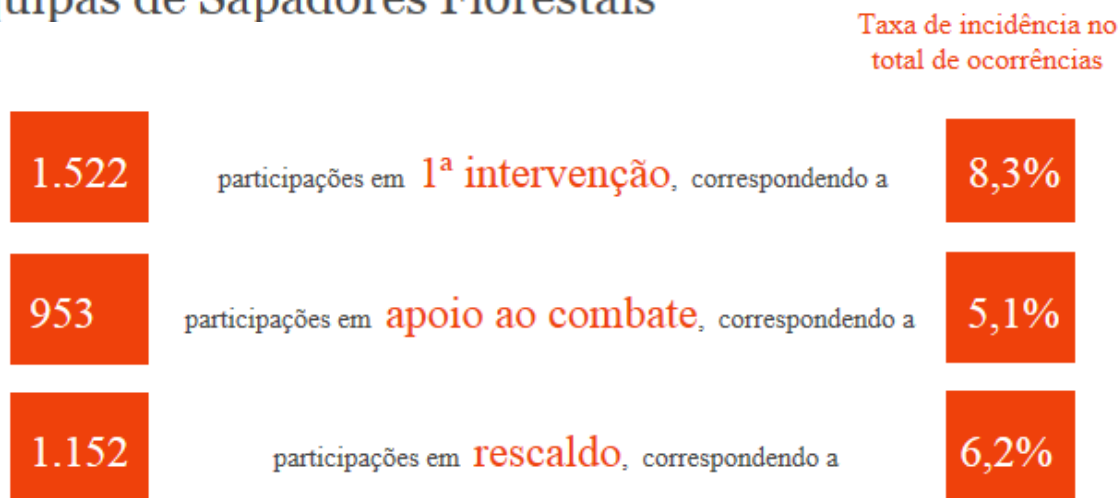 de Sapadores Florestais
Taxa de incidência no
total de ocorrências
1.522 participações em 1ª intervenção, correspondendo a 8,3%
953 participações em apoio ao combate, correspondendo a 5,1%
1.152 participações em rescaldo, correspondendo a 6,2%